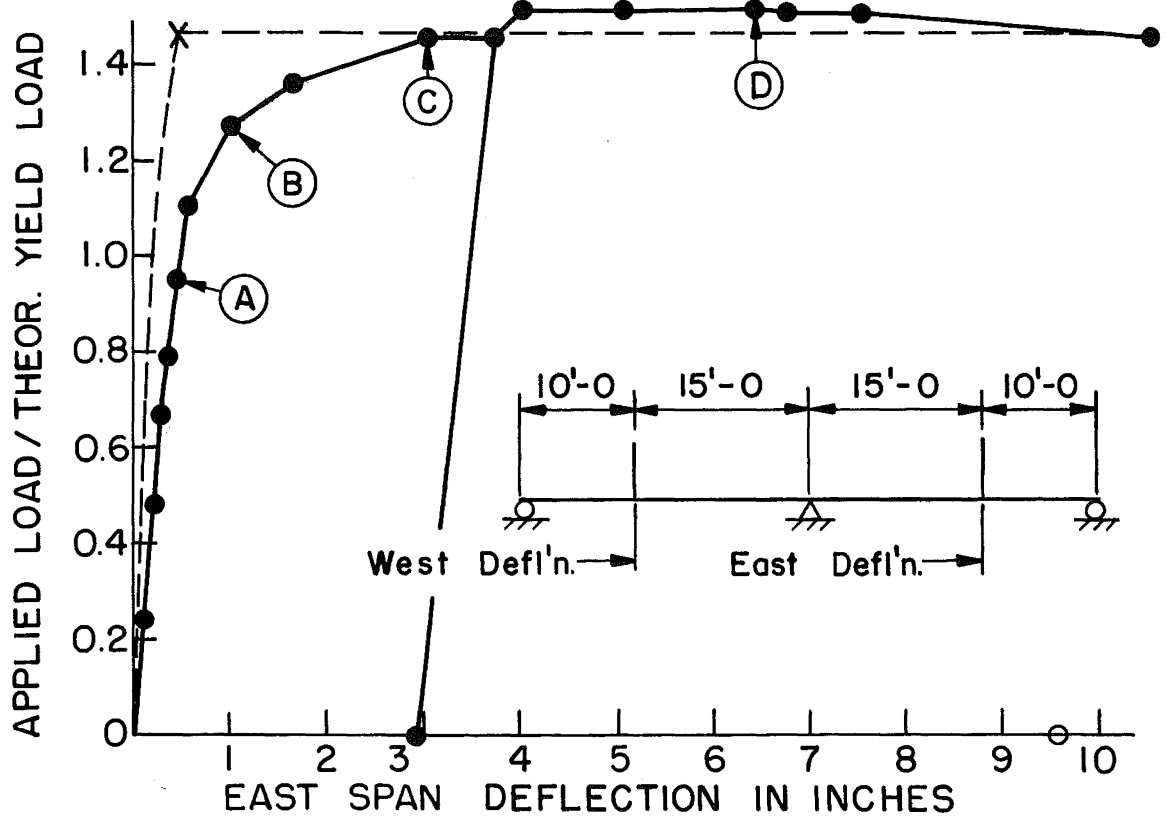 APPLIED LOAD/THEOR. YIELD LOAD
1.4
1.2
1.0
0.8
0.6
0.4
0.2
0
A
B
C
D
10'-0 15'-0 15'-0 10'-0
West Defl'n.
East Defl'n.
1 2 3 4 5 6 7 8 9 10
EAST SPAN DEFLECTION IN INCHES